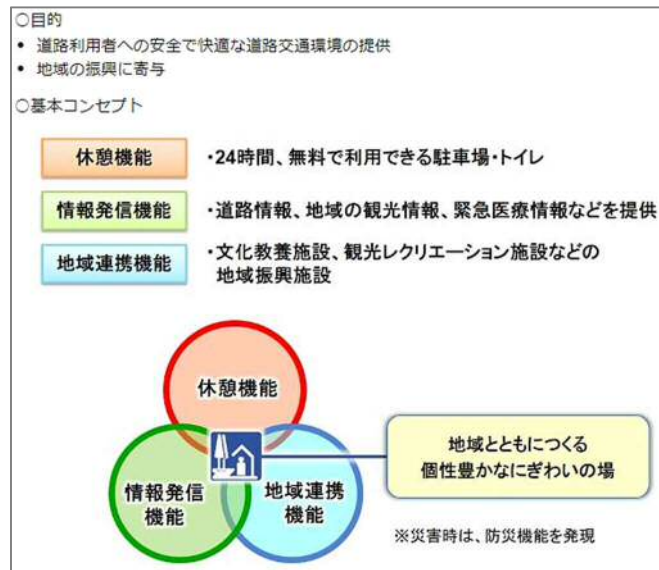 ○目的
• 道路利用者への安全で快適な道路交通環境の提供
• 地域の振興に寄与
○基本コンセプト
休憩機能
・24時間、無料で利用できる駐車場・トイレ
情報発信機能
・道路情報、地域の観光情報、緊急医療情報などを提供
地域連携機能
・文化教養施設、観光レクリエーション施設などの
地域振興施設
休憩機能
情報発信
機能
地域連携
機能
地域とともにつくる
個性豊かなにぎわいの場
※災害時は、防災機能を発現